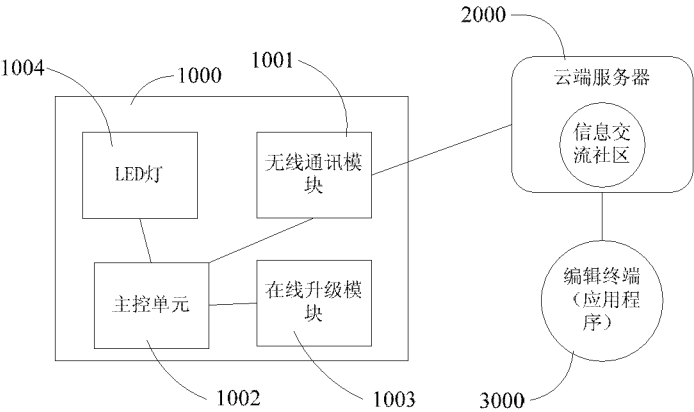 2000
云端服务器
1004
1000
1001
信息交
流社区
LED灯
无线通讯模
块
主控单元
在线升级模
块
编辑终端
（应用程
序）
1002
1003
3000